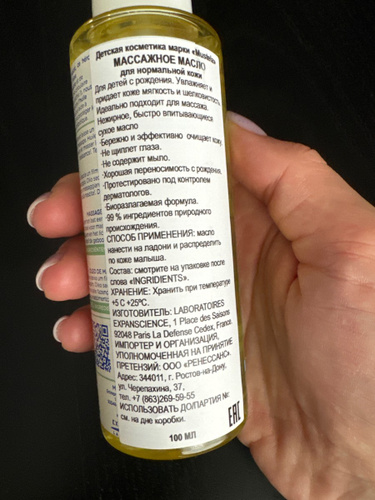 Детская косметика марки «Mustela»
МАССАЖНОЕ МАСЛО
для нормальной кожи
Для детей с рождения. Увлажняет и
придает коже мягкость и шелковистость.
Идеально подходит для массажа.
Нежирное, быстро впитывающиеся
сухое масло
·Бережно и эффективно очищает кожу.
·Не щиплет глаза.
·Не содержит мыло.
·Хорошая переносимость с рождения.
·Протестировано под контролем
дерматологов.
·Биоразлагаемая формула.
·99 % ингредиентов природного
происхождения.
СПОСОБ ПРИМЕНЕНИЯ: масло
нанести на ладони и распределить
по коже малыша.
Состав: смотрите на упаковке после
слова «INGRIDIENTS».
ХРАНЕНИЕ: Хранить при температуре
+5 С +25ºС.
ИЗГОТОВИТЕЛЬ: LABORATOIRES
EXPANSCIENCE, 1 Place des Saisons
92048 Paris La Defense Cedex, France.
ИМПОРТЕР И ОРГАНИЗАЦИЯ,
УПОЛНОМОЧЕННАЯ НА ПРИНЯТИЕ
ПРЕТЕНЗИЙ: ООО «РЕНЕССАНС».
Адрес: 344011, г. Ростов-на-Дону,
ул. Черепахина, 37,
тел. +7 (863)269-59-55
ИСПОЛЬЗОВАТЬ ДО/ПАРТИЯ №:
см. на дне коробки.
EAC
100 МЛ